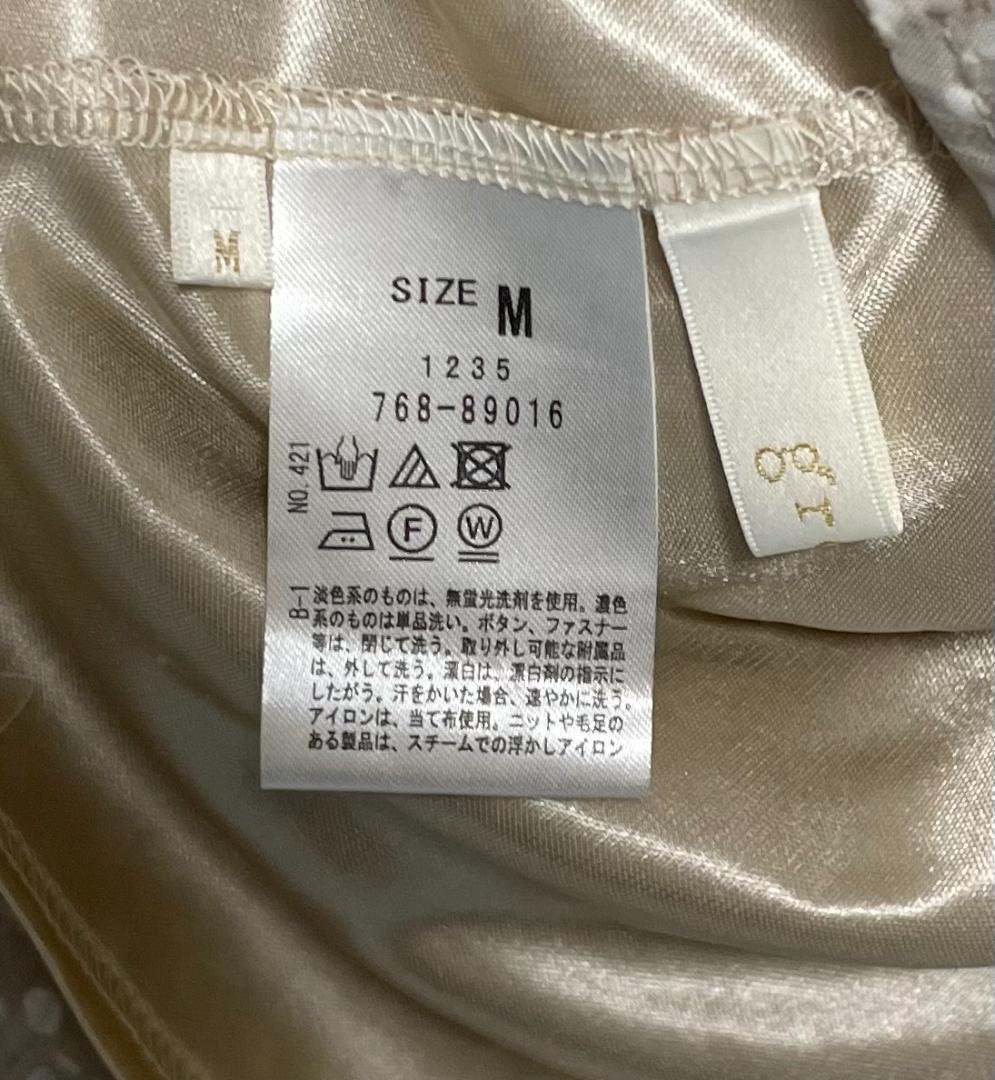 M
SIZE M
1235
768-89016
NO.421
F
W
B-1
淡色系のものは、無蛍光洗剤を使用。濃色
系のものは単品洗い。ボタン、ファスナー
等は、閉じて洗う。取り外し可能な附属品
は、外して洗う。漂白は、漂白剤の指示に
したがう。汗をかいた場合、速やかに洗う。
アイロンは、当て布使用。ニットや毛足の
ある製品は、スチームでの浮かしアイロン
gr